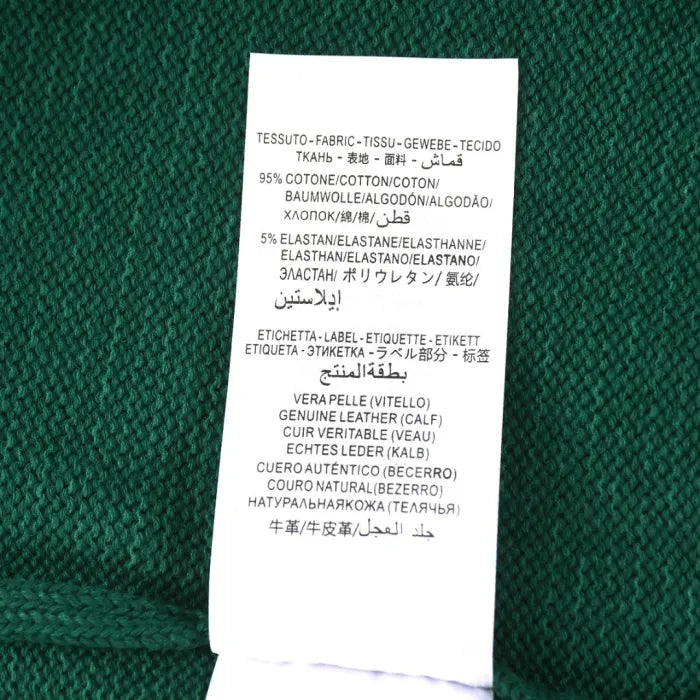 TESSUTO-FABRIC-TISSU-GEWEBE-TECIDO
ТКАНЬ - 表地 - 面料 - قماش
95% COTONE/COTTON/COTON/
BAUMWOLLE/ALGODÓN/ALGODÃO/
ХЛОПОК/綿/棉/قطن
5% ELASTAN/ELASTANE/ELASTHANNE/
ELASTHAN/ELASTANO/ELASTANO/
ЭЛАСТАН/ ポリウレタン/ 氨纶/
إيلاستين
ETICHETTA-LABEL-ETIQUETTE-ETIKETT
ETIQUETA-ЭТИКЕТКА-ラベル部分-标签
بطقة المنتج
VERA PELLE (VITELLO)
GENUINE LEATHER (CALF)
CUIR VERITABLE (VEAU)
ECHTES LEDER (KALB)
CUERO AUTÉNTICO (BECERRO)
COURO NATURAL(BEZERRO)
НАТУРАЛЬНАЯКОЖА (ТЕЛЯЧЬЯ)
牛革/牛皮革/جلد العجل